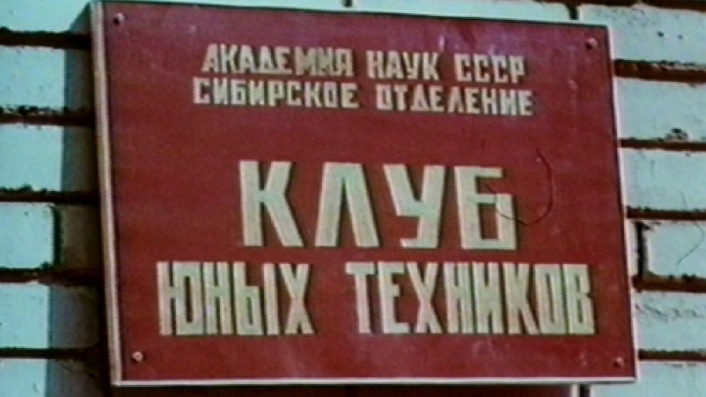 АКАДЕМИЯ НАУК СССР
СИБИРСКОЕ ОТДЕЛЕНИЕ
КЛУБ
ЮНЫХ ТЕХНИКОВ